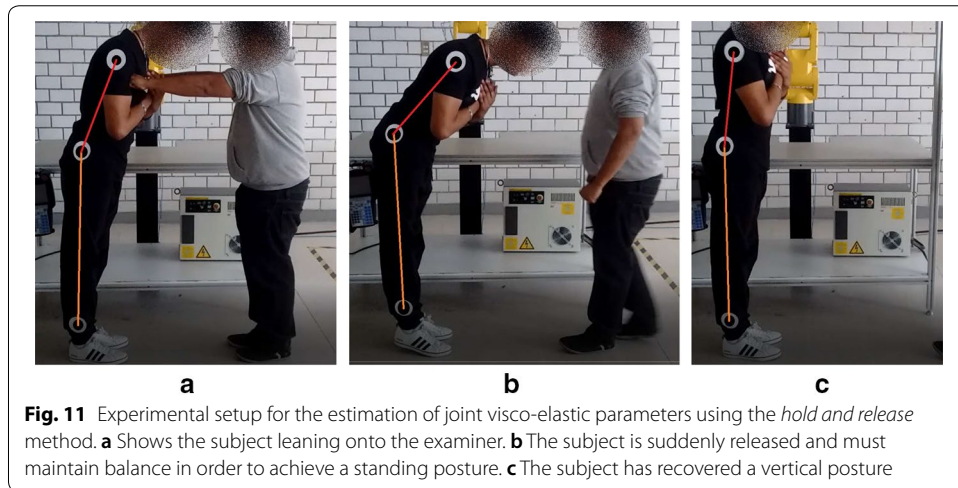 a
b
c
Fig. 11 Experimental setup for the estimation of joint visco-elastic parameters using the hold and release
method. a Shows the subject leaning onto the examiner. b The subject is suddenly released and must
maintain balance in order to achieve a standing posture. c The subject has recovered a vertical posture